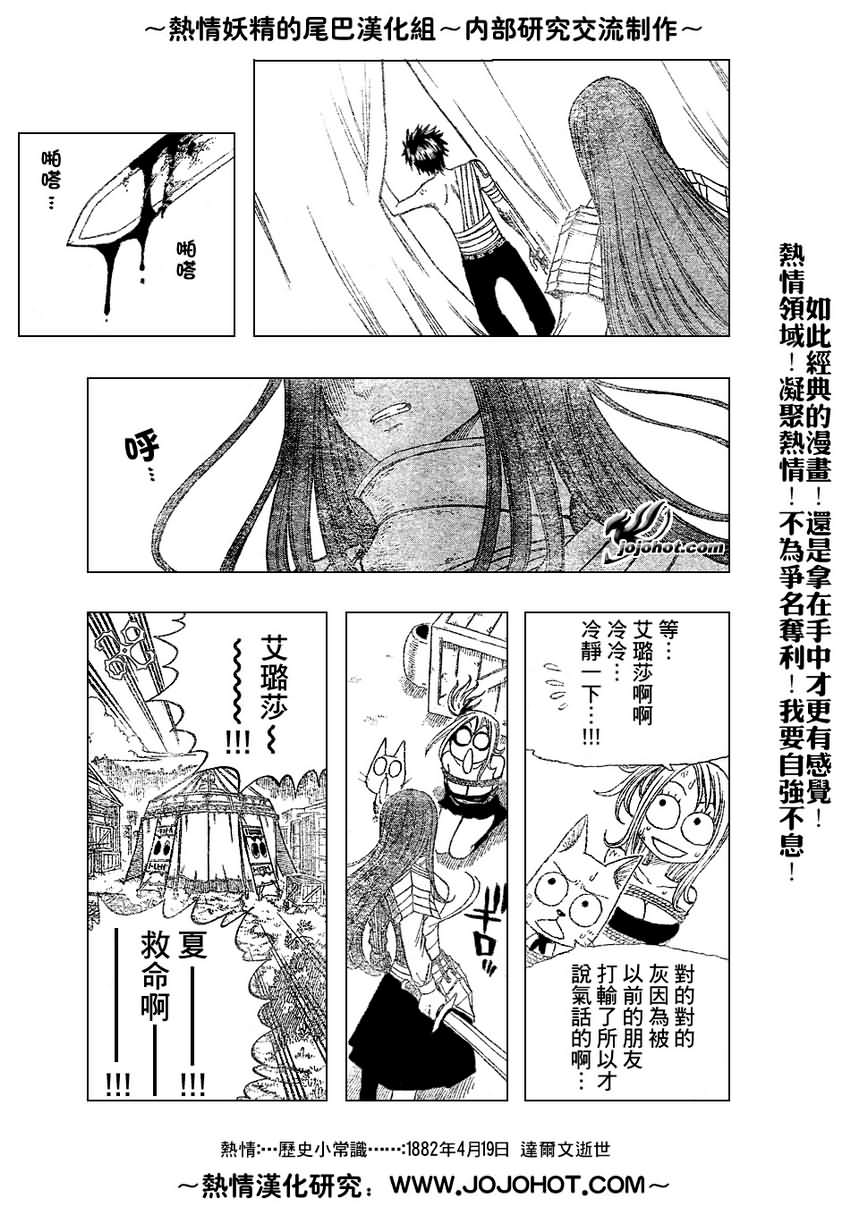 ～熱情妖精的尾巴漢化組～内部研究交流制作～
如此經典的漫畫！還是拿在手中才更有感覺！
熱情領域！凝聚熱情！不為爭名奪利！我要自強不息！
啪嗒…
啪嗒
呼…
jojohot.com
等…
艾璐莎啊啊
冷冷…
冷靜一下…!!!
對的對的
灰因為被
以前的朋友
打輸了所以才
說氣話的啊…
ギロッ
艾璐莎～～～～!!!
夏————!!!
救命啊——!!!
熱情:…歷史小常識……:1882年4月19日 達爾文逝世
～熱情漢化研究：WWW.JOJOHOT.COM～